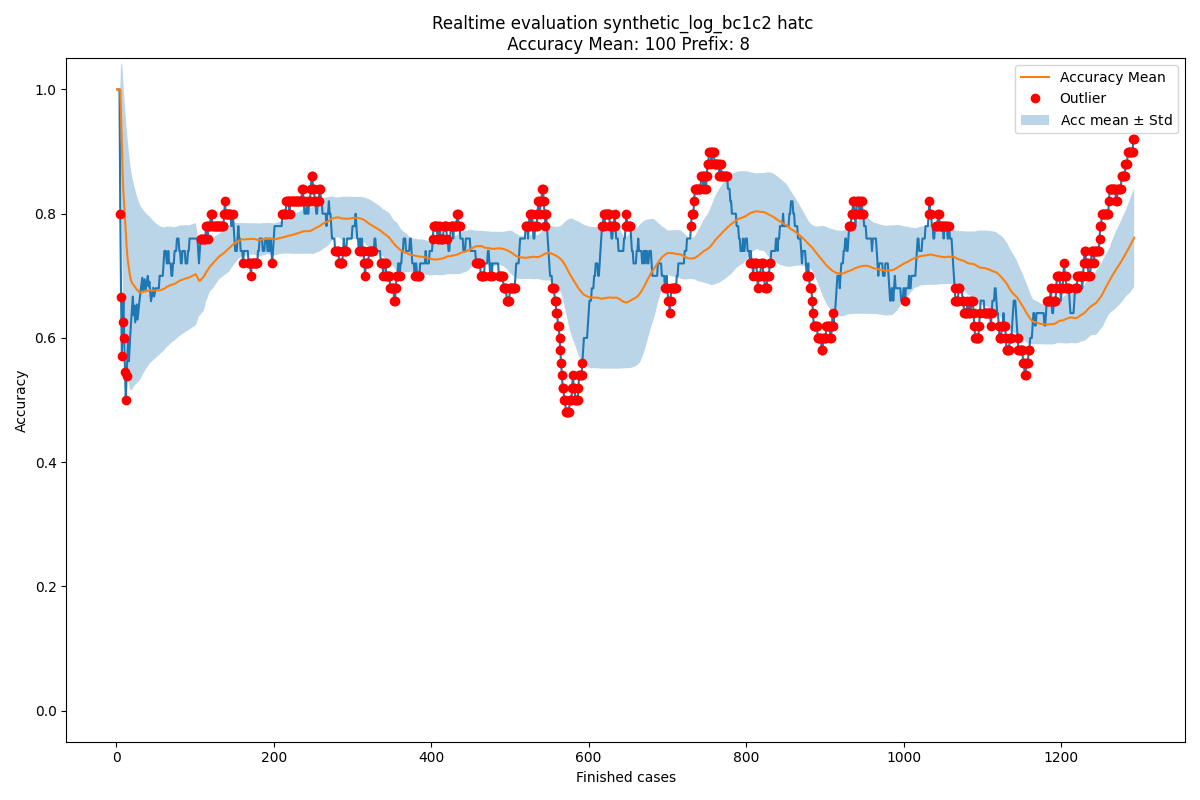 Realtime evaluation synthetic_log_bc1c2 hatc
Accuracy Mean: 100 Prefix: 8
Accuracy Mean
Outlier
Acc mean ± Std
1.0
0.8
0.6
0.4
0.2
0.0
Accuracy
0
200
400
600
800
1000
1200
Finished cases